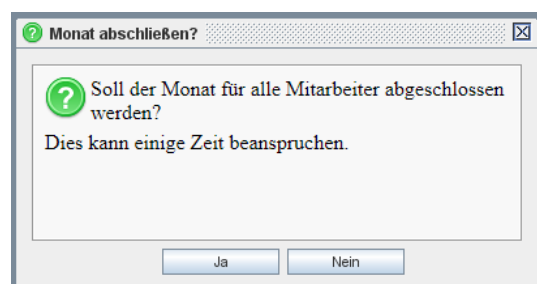 Monat abschließen?
Soll der Monat für alle Mitarbeiter abgeschlossen
werden?
Dies kann einige Zeit beanspruchen.
Ja Nein